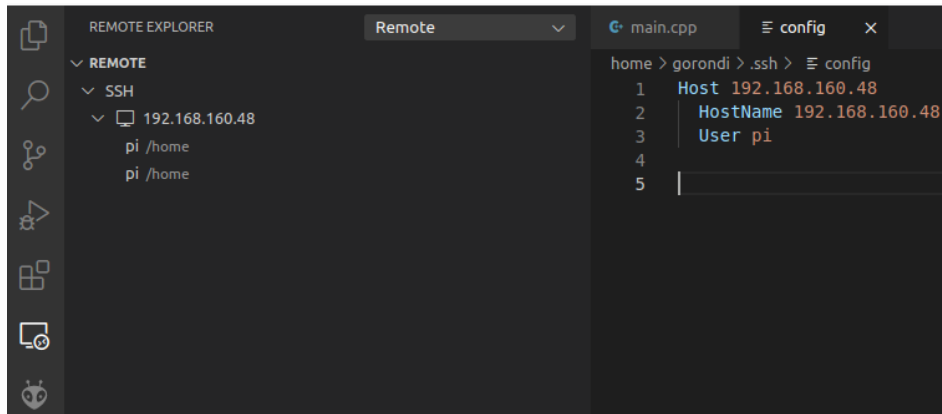 REMOTE EXPLORER
Remote
REMOTE
SSH
192.168.160.48
pi /home
pi /home
main.cpp
config
home > gorondi > .ssh > config
1 Host 192.168.160.48
2 HostName 192.168.160.48
3 User pi
4
5